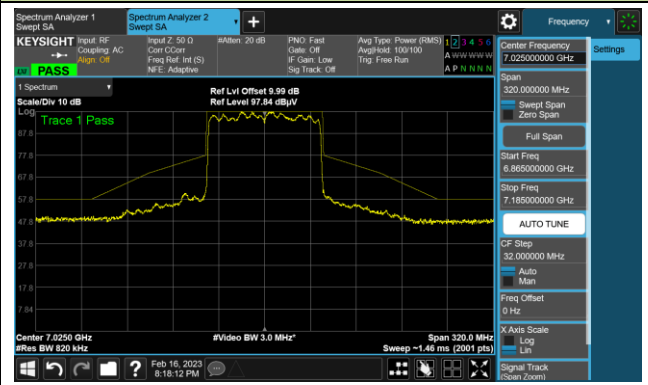 Spectrum Analyzer 1
Swept SA
Spectrum Analyzer 2
Swept SA
+
Frequency
KEYSIGHT
Input: RF
Coupling: AC
Align: Off
Input Z: 50 Ω
Corr CCorr
Freq Ref: Int (S)
NFE: Adaptive
#Atten: 20 dB
PNO: Fast
Gate: Off
IF Gain: Low
Sig Track: Off
Avg Type: Power (RMS)
Avg|Hold: 100/100
Trig: Free Run
1 2 3 4 5 6
A W W W W W
A P N N N N
PASS
1 Spectrum
Scale/Div 10 dB
Ref Lvl Offset 9.99 dB
Ref Level 97.84 dBµV
Log
Trace 1 Pass
87.8
77.8
67.8
57.8
47.8
37.8
27.8
17.8
7.84
Center 7.0250 GHz
#Res BW 820 kHz
#Video BW 3.0 MHz*
Span 320.0 MHz
Sweep ~1.46 ms (2001 pts)
Feb 16, 2023
8:18:12 PM
?
Center Frequency
7.025000000 GHz
Settings
Span
320.000000 MHz
Swept Span
Zero Span
Full Span
Start Freq
6.865000000 GHz
Stop Freq
7.185000000 GHz
AUTO TUNE
CF Step
32.000000 MHz
Auto
Man
Freq Offset
0 Hz
X Axis Scale
Log
Lin
Signal Track
(Span Zoom)